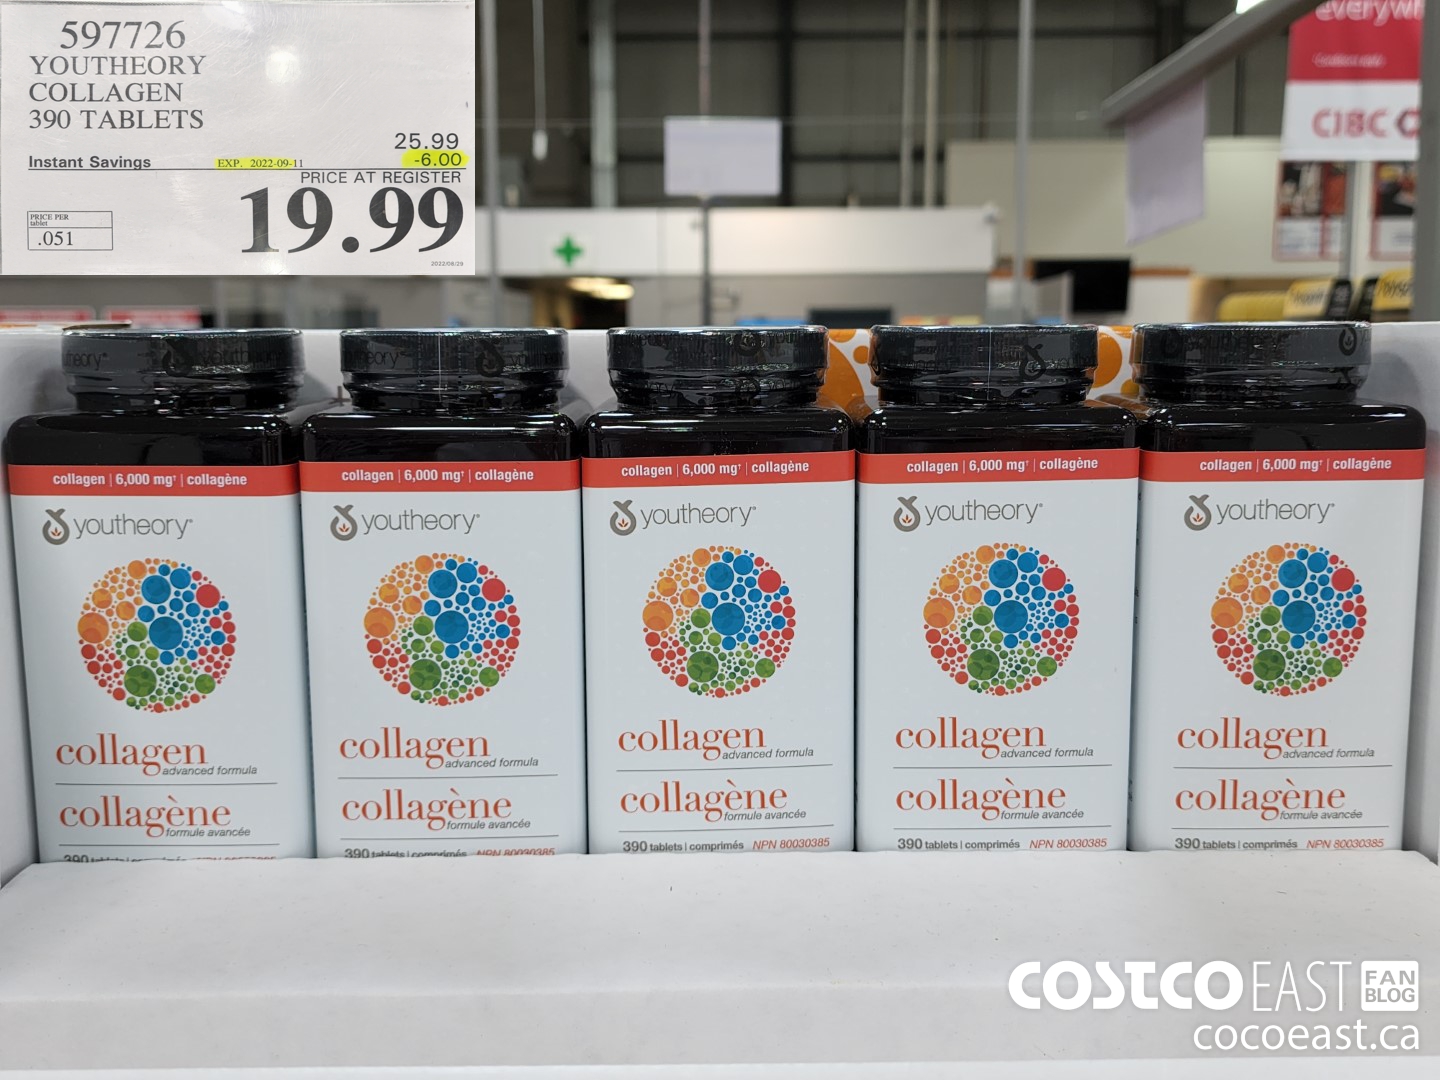 597726
YOUTHEORY
COLLAGEN
390 TABLETS
25.99
Instant Savings EXP. 2022-09-11 -6.00
PRICE AT REGISTER
19.99
PRICE PER
tablet
.051
2022/08/29
everywh
CIBC
collagen | 6,000 mg† | collagène
youtheory
collagen
advanced formula
collagène
formule avancée
390 tablets | comprimés
collagen | 6,000 mg† | collagène
youtheory
collagen
advanced formula
collagène
formule avancée
390 tablets | comprimés NPN 80030385
collagen | 6,000 mg† | collagène
youtheory
collagen
advanced formula
collagène
formule avancée
390 tablets | comprimés NPN 80030385
collagen | 6,000 mg† | collagène
youtheory
collagen
advanced formula
collagène
formule avancée
390 tablets | comprimés NPN 80030385
collagen | 6,000 mg† | collagène
youtheory
collagen
advanced formula
collagène
formule avancée
390 tablets | comprimés NPN 80030385
COSTCO EAST FAN BLOG
cocoeast.ca